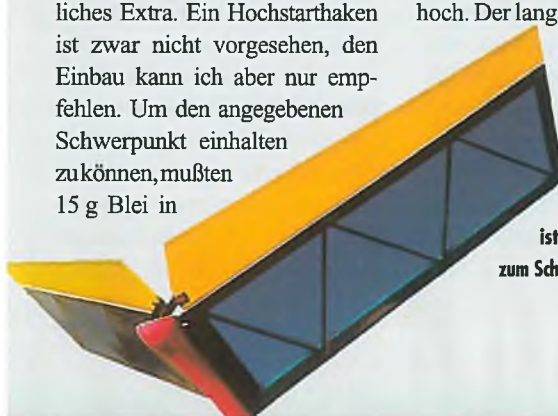 liches Extra. Ein Hochstarthaken
ist zwar nicht vorgesehen, den
Einbau kann ich aber nur emp-
fehlen. Um den angegebenen
Schwerpunkt einhalten
zukönnen,mußten
15 g Blei in
hoch. Der lang
ist
zum Sch